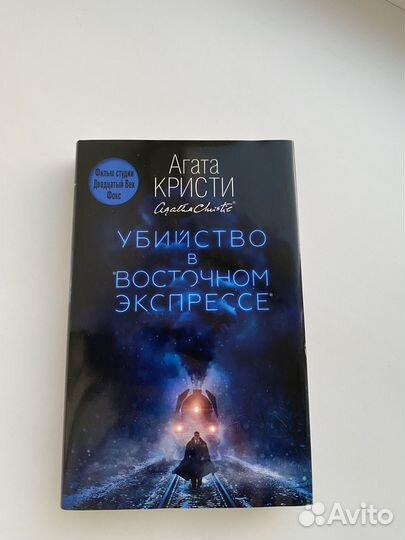 Фильм студии
Двадцатый Век
Фокс
Агата
КРИСТИ
Agatha Christie®
УБИЙСТВО
В
"ВОСТОЧНОМ
ЭКСПРЕССЕ"
Avito